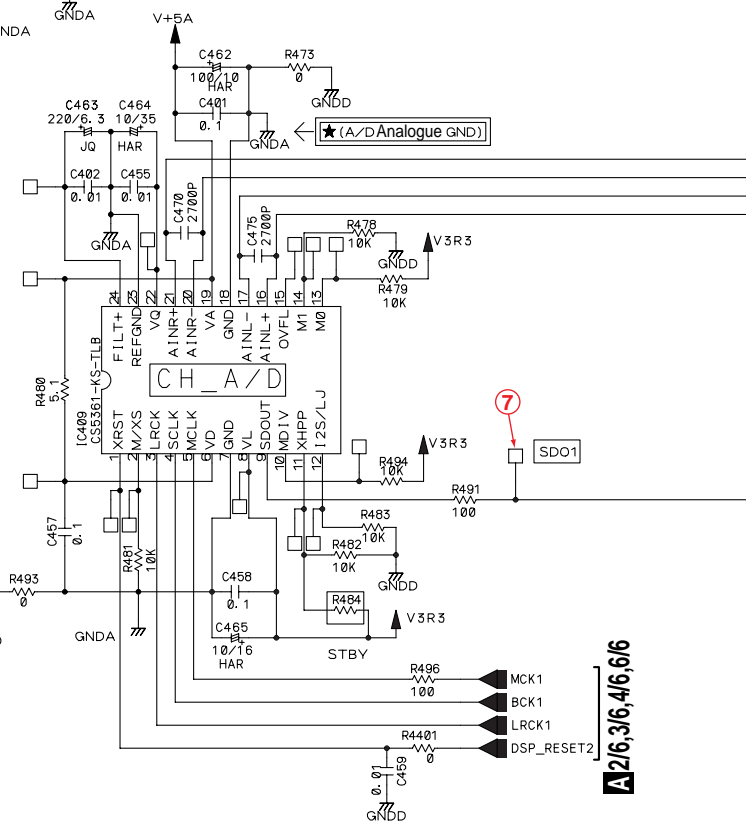 GNDA
NDA
V+5A
C462
100/10
HAR
R473
0
GNDD
C401
0.1
GNDA
★(A/D Analogue GND)
C463
220/6.3
JQ
C464
10/35
HAR
C402
0.01
C455
0.01
GNDA
C470
2700P
C475
2700P
R478
10K
GNDD
V3R3
R479
10K
24 23 22 21 20 19 18 17 16 15 14 13
FILT+ REFGND VQ AINR+ AINR- VA GND AINL- AINL+ OVFL M1 M0
CH_A/D
IC409
CS5361-KS-TLB
XRST M/XS LRCK SCLK MCLK VD GND VL SDOUT MDIV XHPP I2S/LJ
1 2 3 4 5 6 7 8 9 10 11 12
R480
5.1
7
SDO1
V3R3
R494
10K
R491
100
C457
0.1
R481
10K
R483
10K
R482
10K
GNDD
R493
0
C458
0.1
R484
V3R3
GNDA
C465
10/16
HAR
STBY
R496
100
MCK1
BCK1
LRCK1
DSP_RESET2
R4401
0
C459
0.01
GNDD
A 2/6,3/6,4/6,6/6